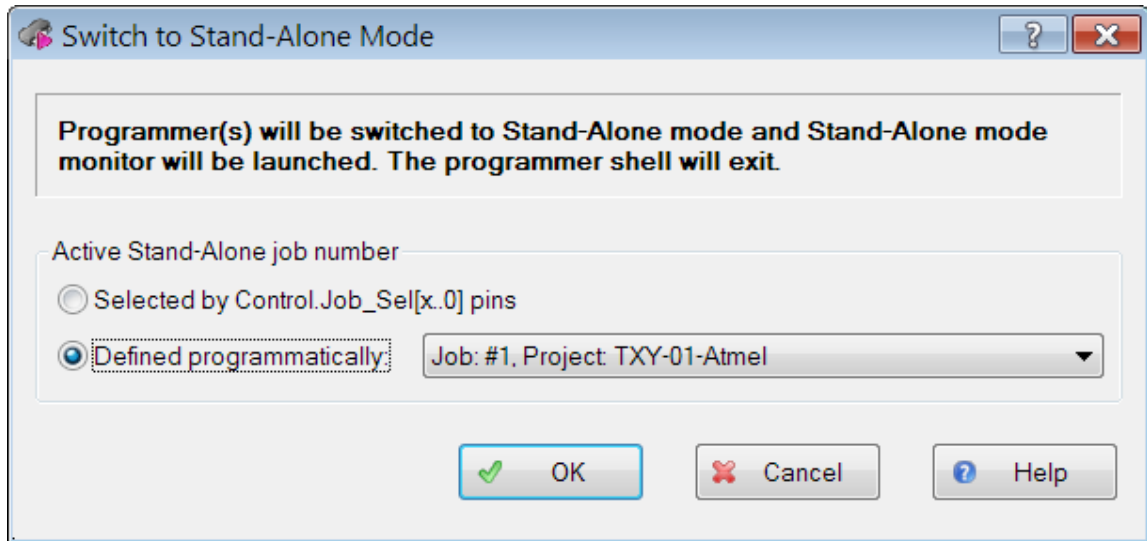 Switch to Stand-Alone Mode
Programmer(s) will be switched to Stand-Alone mode and Stand-Alone mode
monitor will be launched. The programmer shell will exit.
Active Stand-Alone job number
Selected by Control.Job_Sel[x..0] pins
Defined programmatically: Job: #1, Project: TXY-01-Atmel
OK Cancel Help